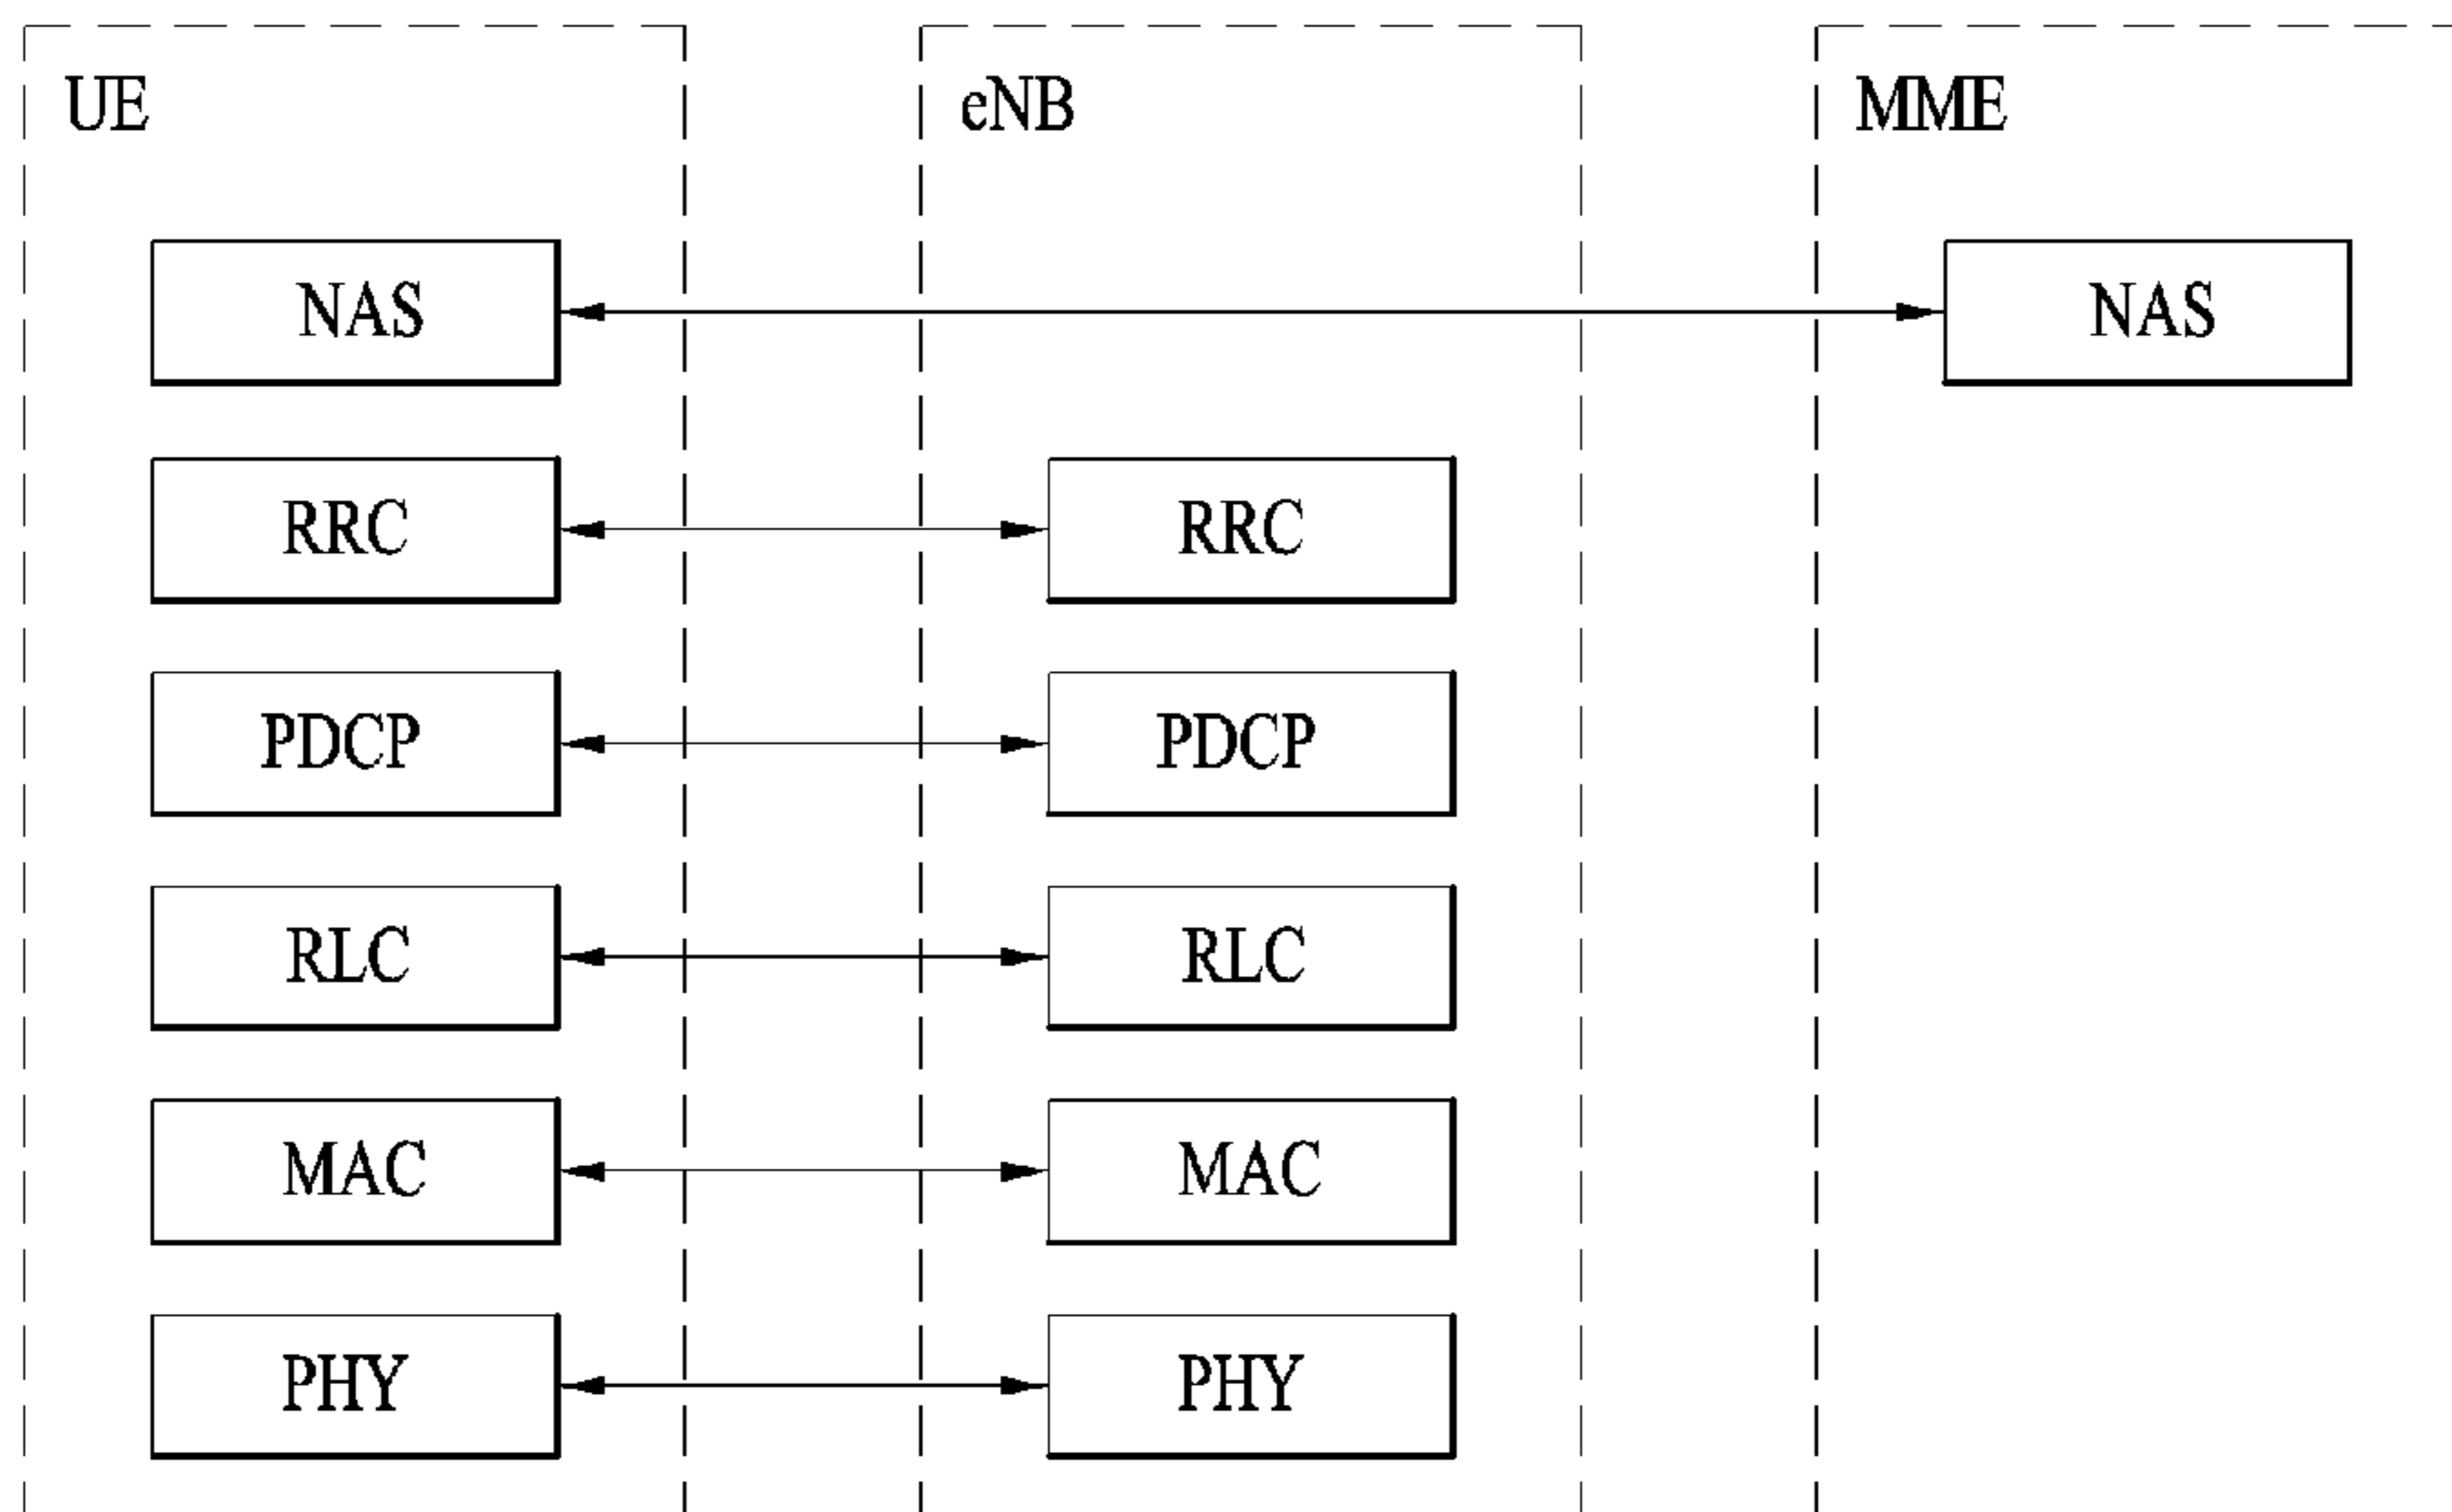 UE eNB MME
NAS NAS
RRC RRC
PDCP PDCP
RLC RLC
MAC MAC
PHY PHY